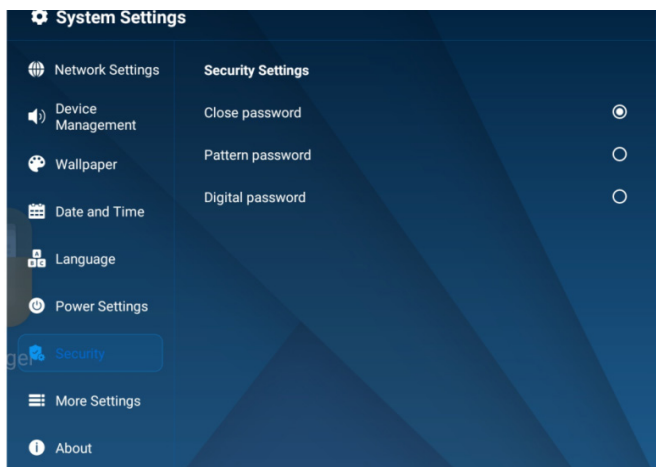 System Settings
Network Settings
Security Settings
Device
Management
Close password
Pattern password
Wallpaper
Digital password
Date and Time
Language
Power Settings
Security
More Settings
About